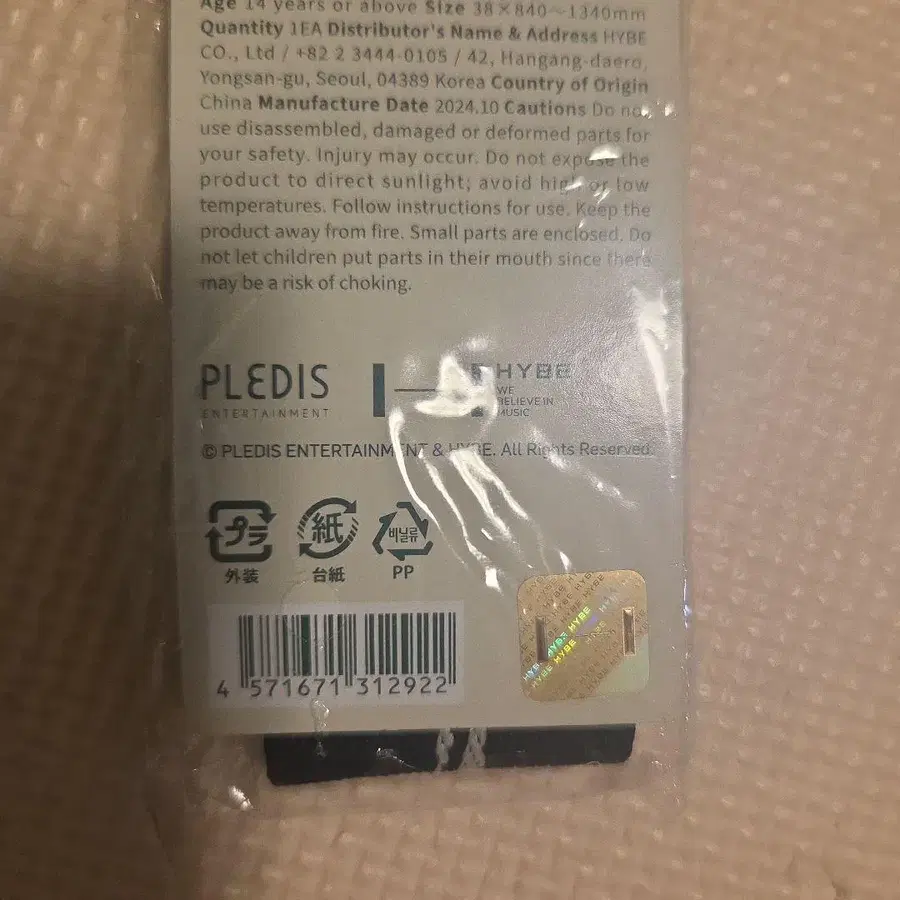 Age 14 years or above Size 38×840~1340mm
Quantity 1EA Distributor's Name & Address HYBE
CO., Ltd / +82 2 3444-0105 / 42, Hangang-daero,
Yongsan-gu, Seoul, 04389 Korea Country of Origin
China Manufacture Date 2024.10 Cautions Do not
use disassembled, damaged or deformed parts for
your safety. Injury may occur. Do not expose the
product to direct sunlight; avoid high or low
temperatures. Follow instructions for use. Keep the
product away from fire. Small parts are enclosed. Do
not let children put parts in their mouth since there
may be a risk of choking.
PLEDIS
ENTERTAINMENT
HYBE
WE
BELIEVE IN
MUSIC
© PLEDIS ENTERTAINMENT & HYBE. All Rights Reserved.
プラ
外装
紙
台紙
비닐류
PP
4 571671 312922
HYBE HYBE HYBE